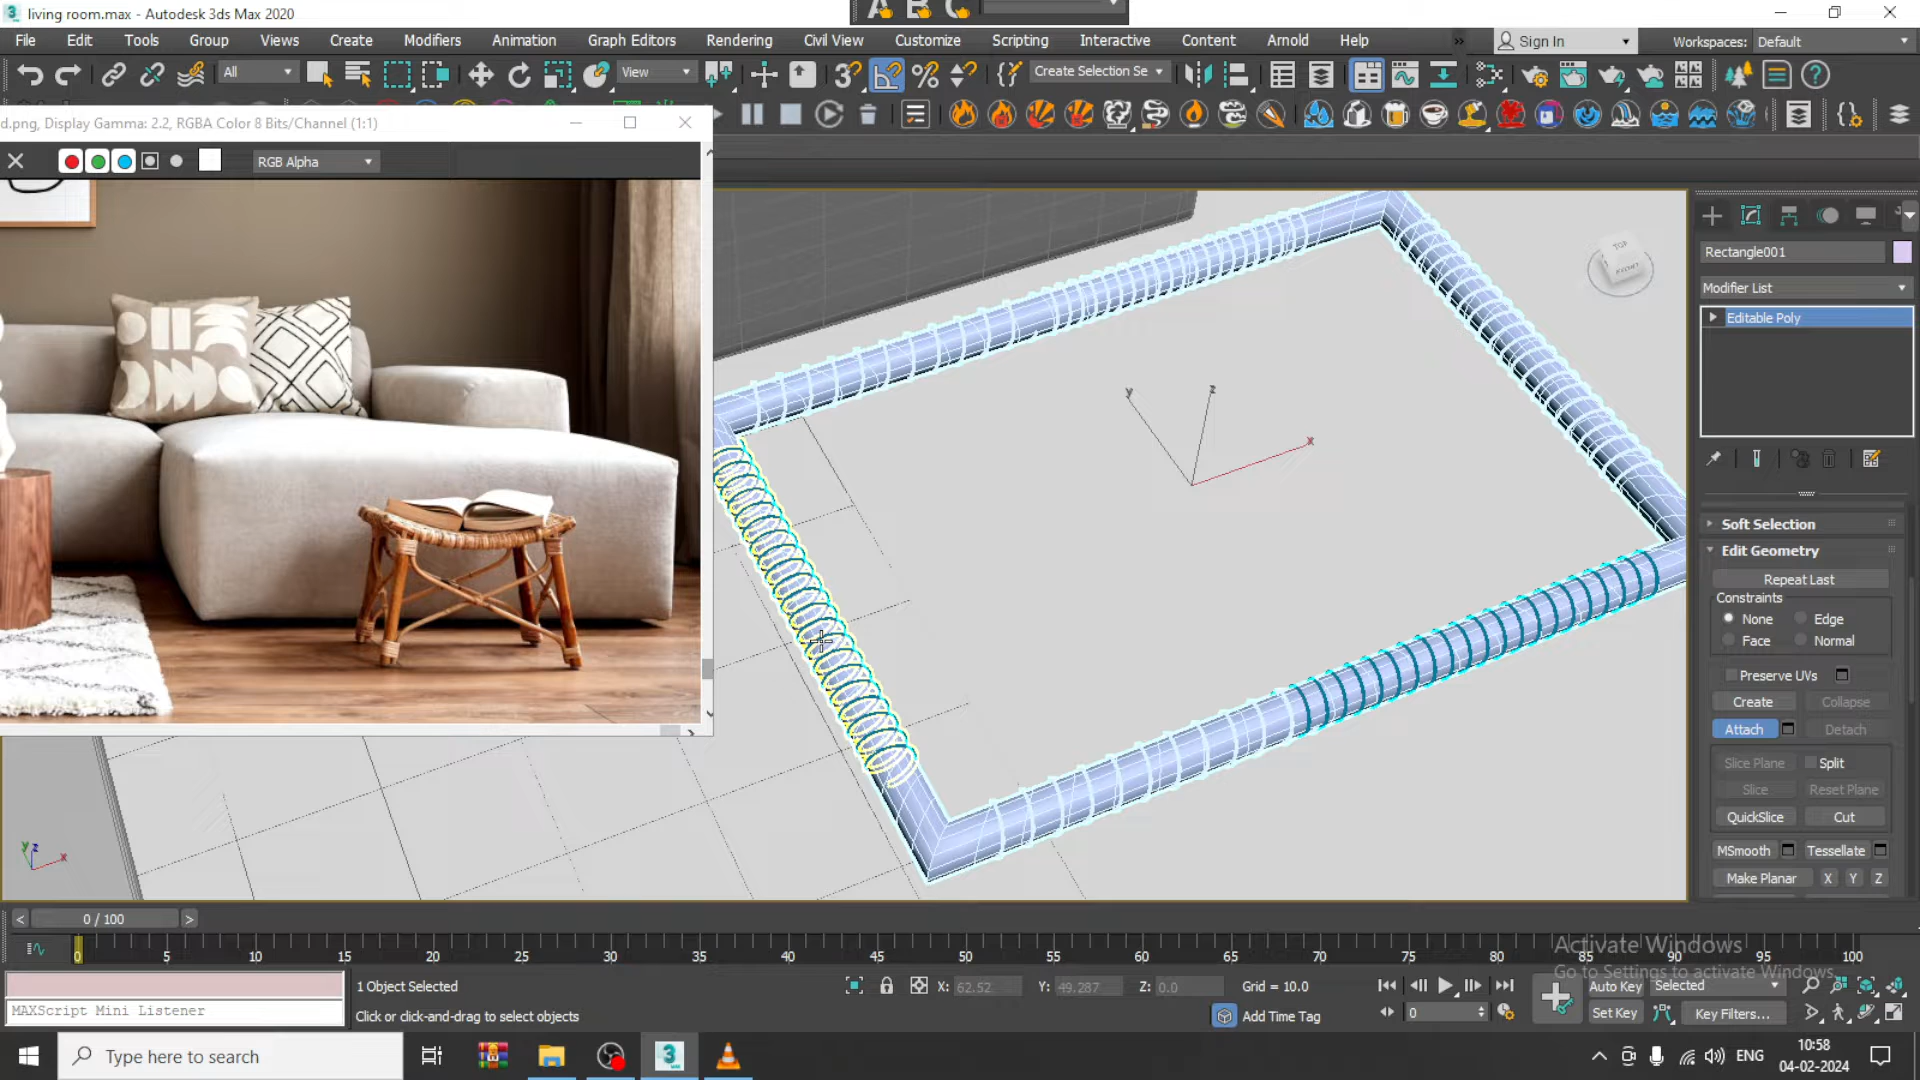 living room.max - Autodesk 3ds Max 2020
File Edit Tools Group Views Create Modifiers Animation Graph Editors Rendering Civil View Customize Scripting Interactive Content Arnold Help
Sign In
Workspaces: Default
All
View
Create Selection Se
d.png, Display Gamma: 2.2, RGBA Color 8 Bits/Channel (1:1)
RGB Alpha
TOP
FRONT
x
y
z
Rectangle001
Modifier List
Editable Poly
Soft Selection
Edit Geometry
Repeat Last
Constraints
None Edge
Face Normal
Preserve UVs
Create Collapse
Attach Detach
Slice Plane Split
Slice Reset Plane
QuickSlice Cut
MSmooth Tessellate
Make Planar X Y Z
0 / 100
0 5 10 15 20 25 30 35 40 45 50 55 60 65 70 75 80 85 90 95 100
Activate Windows
Go to Settings to activate Windows.
1 Object Selected
X: 62.52 Y: 49.287 Z: 0.0 Grid = 10.0
Auto Key Selected
MAXScript Mini Listener
Click or click-and-drag to select objects
Add Time Tag
0
Set Key Key Filters...
Type here to search
ENG
10:58
04-02-2024